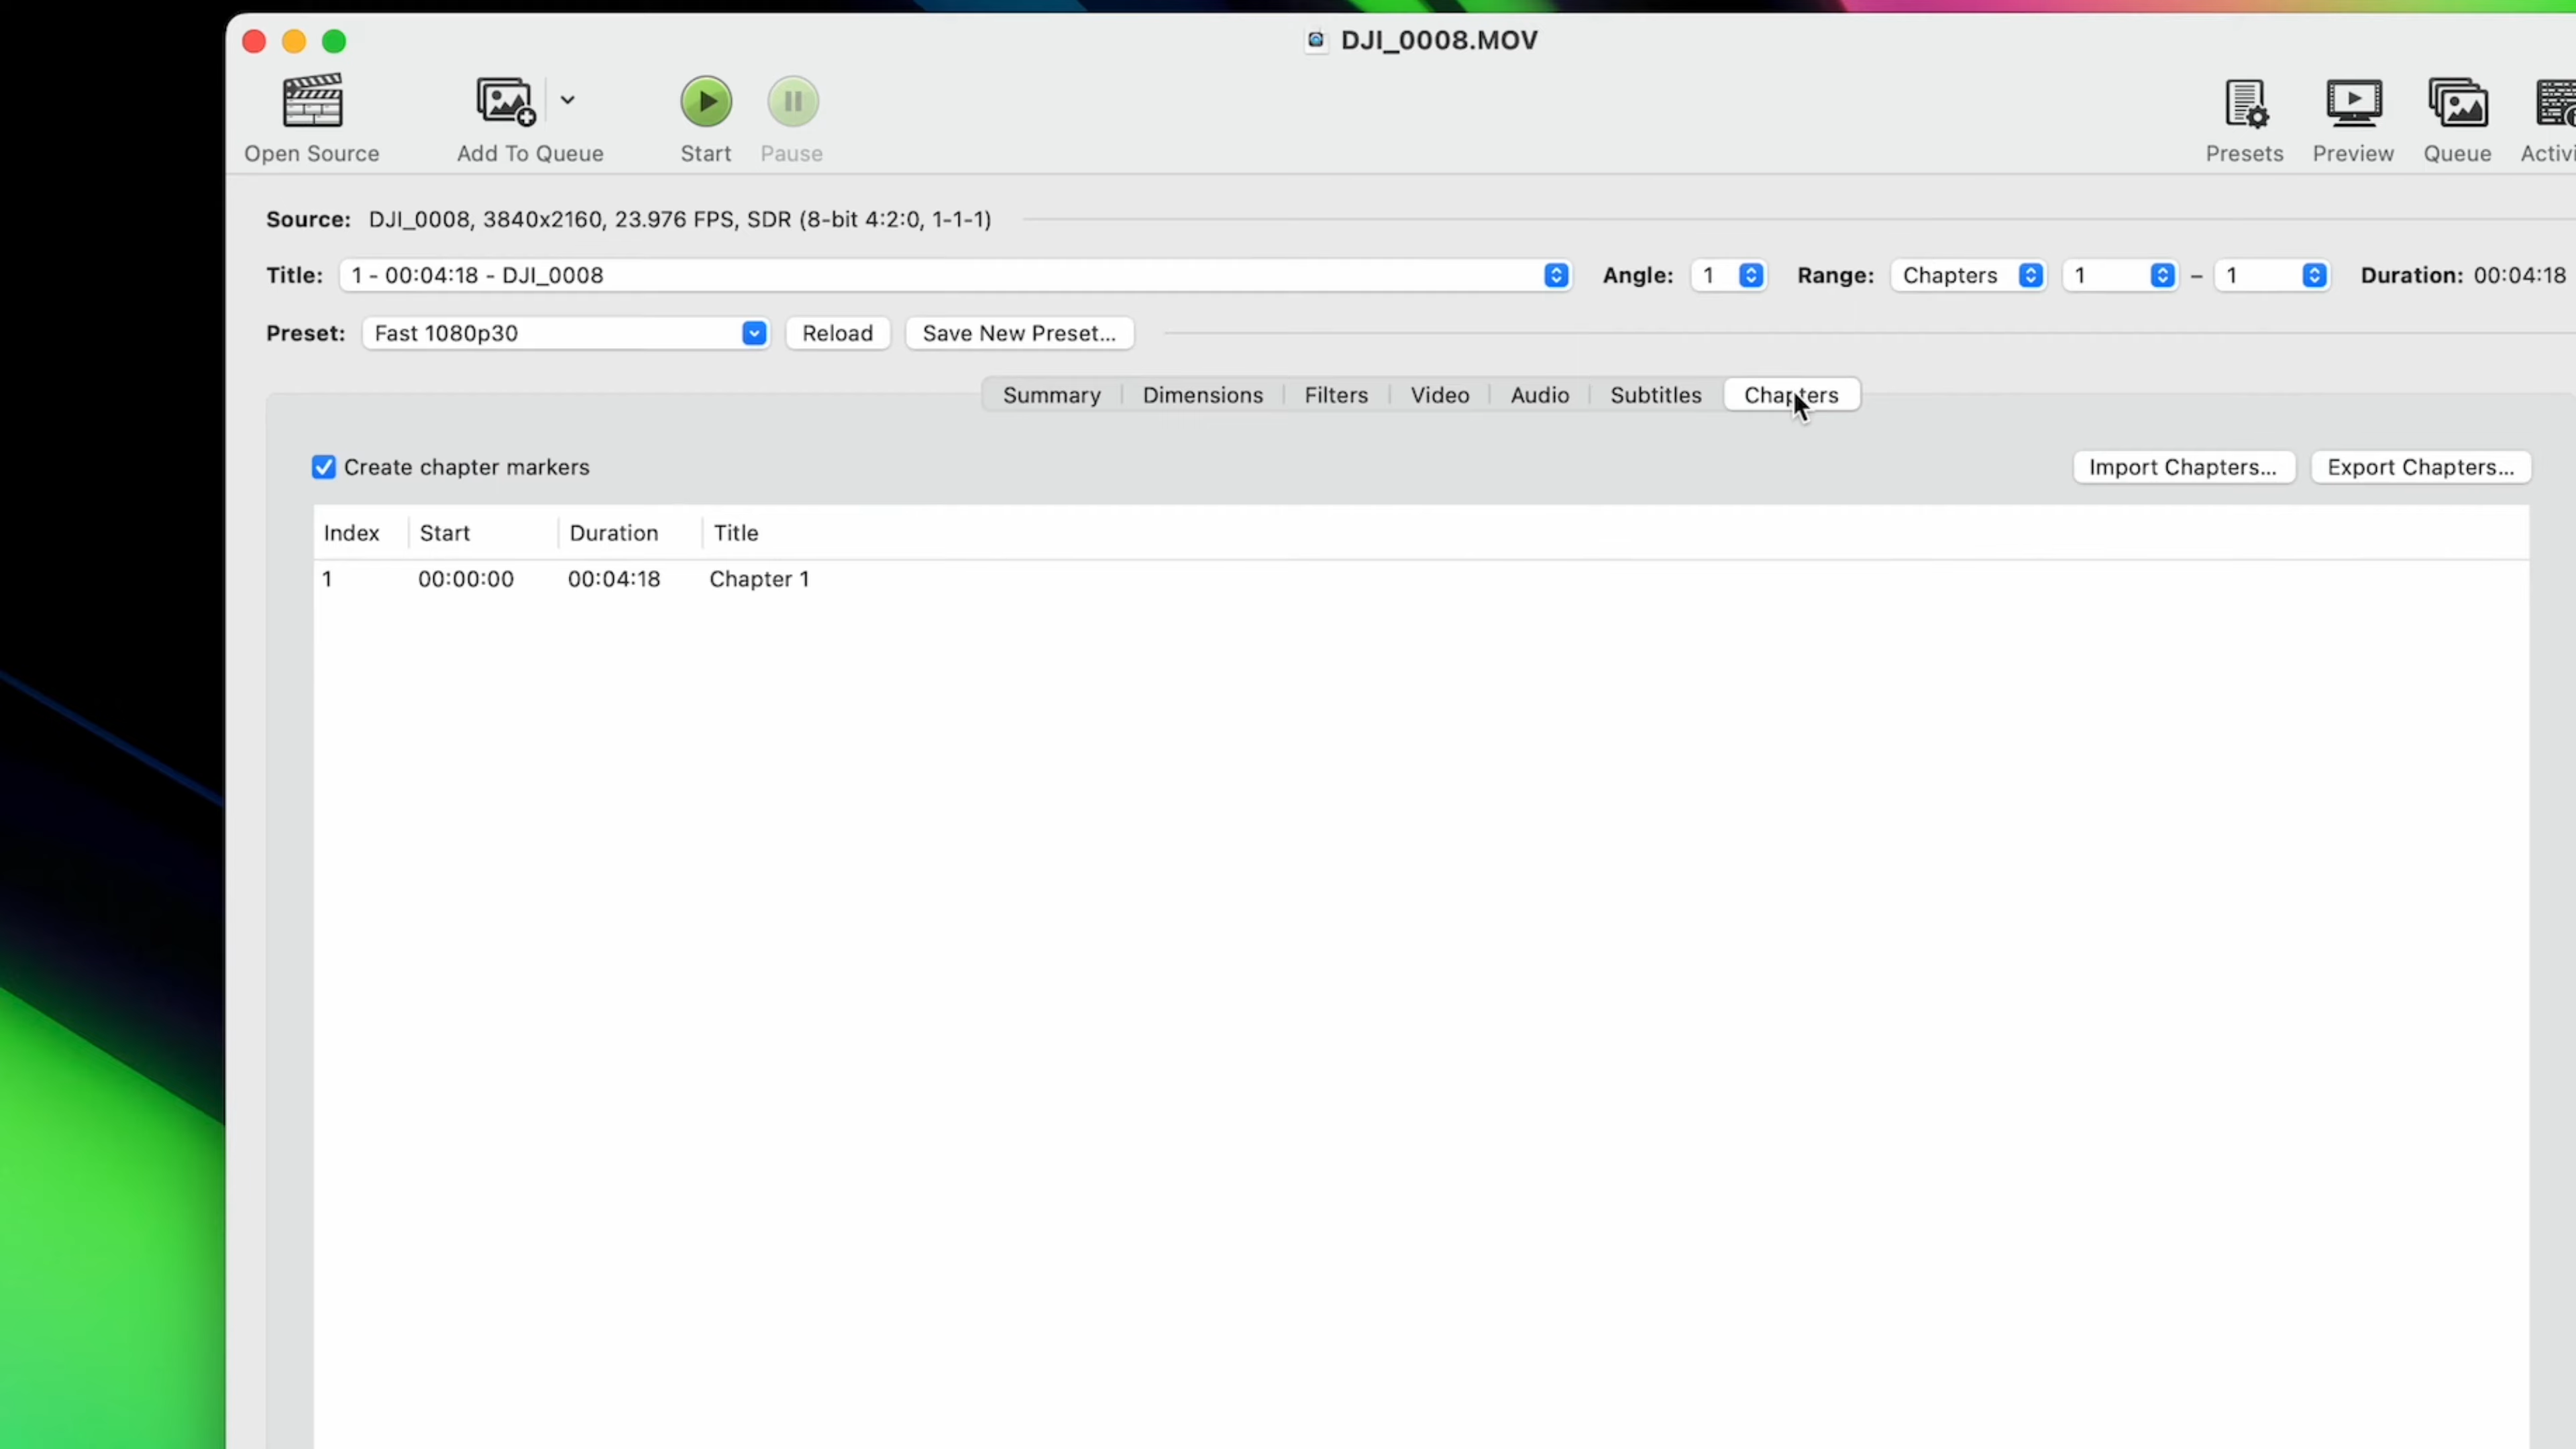 DJI_0008.MOV
Open Source
Add To Queue
Start
Pause
Presets
Preview
Queue
Activi
Source: DJI_0008, 3840x2160, 23.976 FPS, SDR (8-bit 4:2:0, 1-1-1)
Title: 1 - 00:04:18 - DJI_0008
Angle: 1
Range: Chapters 1 – 1
Duration: 00:04:18
Preset: Fast 1080p30
Reload
Save New Preset...
Summary
Dimensions
Filters
Video
Audio
Subtitles
Chapters
Create chapter markers
Import Chapters...
Export Chapters...
Index Start Duration Title
1 00:00:00 00:04:18 Chapter 1